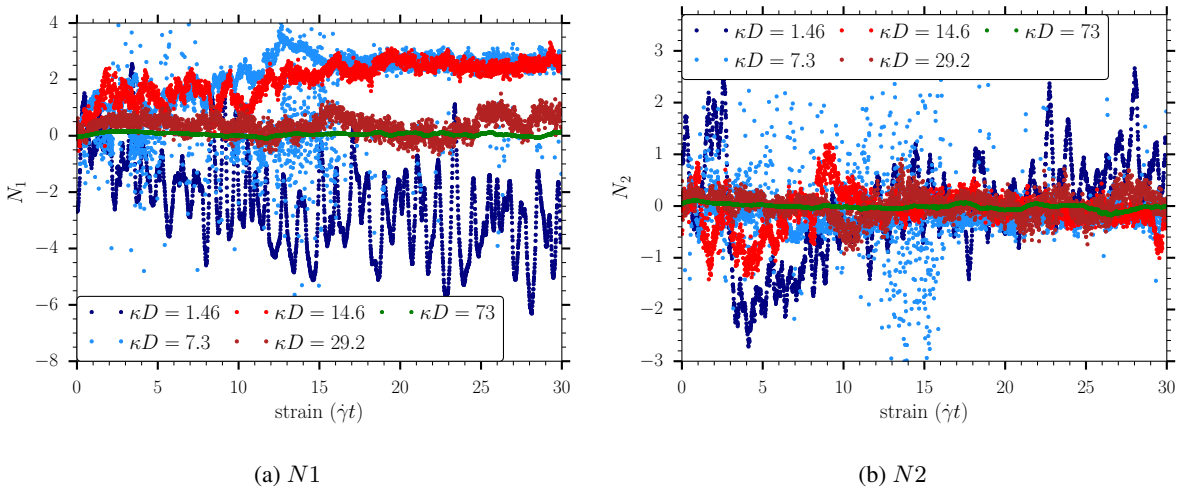 4
2
0
−2
−4
−6
−8
N₁
κD = 1.46 κD = 14.6 κD = 73
κD = 7.3 κD = 29.2
0 5 10 15 20 25 30
strain (γ̇t)
(a) N1
3
2
1
0
−1
−2
−3
N₂
κD = 1.46 κD = 14.6 κD = 73
κD = 7.3 κD = 29.2
0 5 10 15 20 25 30
strain (γ̇t)
(b) N2